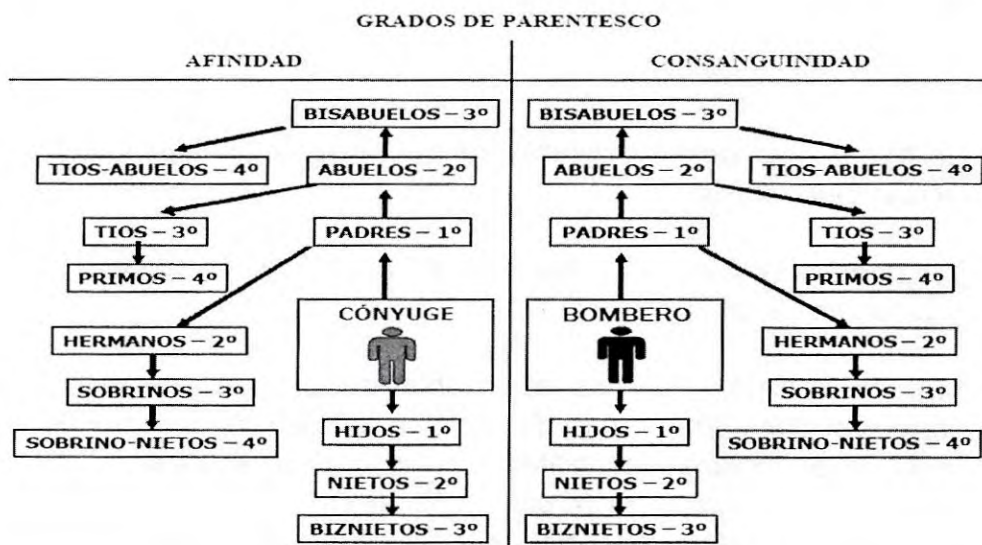 GRADOS DE PARENTESCO
AFINIDAD
BISABUELOS – 3º
TIOS-ABUELOS – 4º
ABUELOS – 2º
TIOS – 3º
PADRES – 1º
PRIMOS – 4º
CÓNYUGE
HERMANOS – 2º
SOBRINOS – 3º
SOBRINO-NIETOS – 4º
HIJOS – 1º
NIETOS – 2º
BIZNIETOS – 3º
CONSANGUINIDAD
BISABUELOS – 3º
ABUELOS – 2º
TIOS-ABUELOS – 4º
PADRES – 1º
TIOS – 3º
PRIMOS – 4º
BOMBERO
HERMANOS – 2º
SOBRINOS – 3º
SOBRINO-NIETOS – 4º
HIJOS – 1º
NIETOS – 2º
BIZNIETOS – 3º